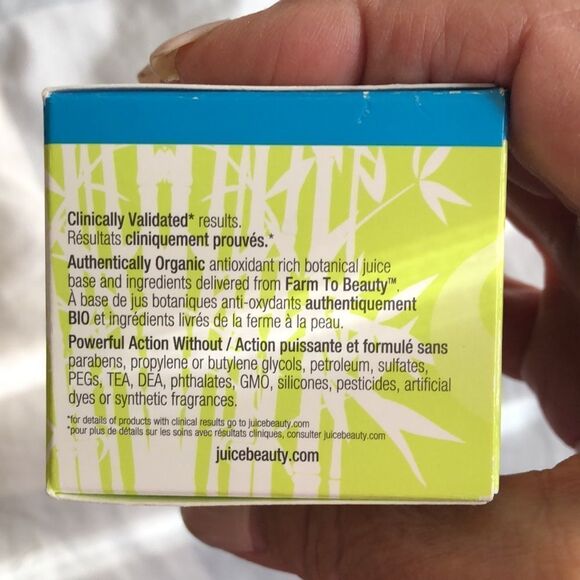 Clinically Validated* results.
Résultats cliniquement prouvés.*
Authentically Organic antioxidant rich botanical juice
base and ingredients delivered from Farm To Beauty™.
À base de jus botaniques anti-oxydants authentiquement
BIO et ingrédients livrés de la ferme à la peau.
Powerful Action Without / Action puissante et formulé sans
parabens, propylene or butylene glycols, petroleum, sulfates,
PEGs, TEA, DEA, phthalates, GMO, silicones, pesticides, artificial
dyes or synthetic fragrances.
*for details of products with clinical results go to juicebeauty.com
*pour plus de détails sur les soins avec résultats cliniques, consulter juicebeauty.com
juicebeauty.com